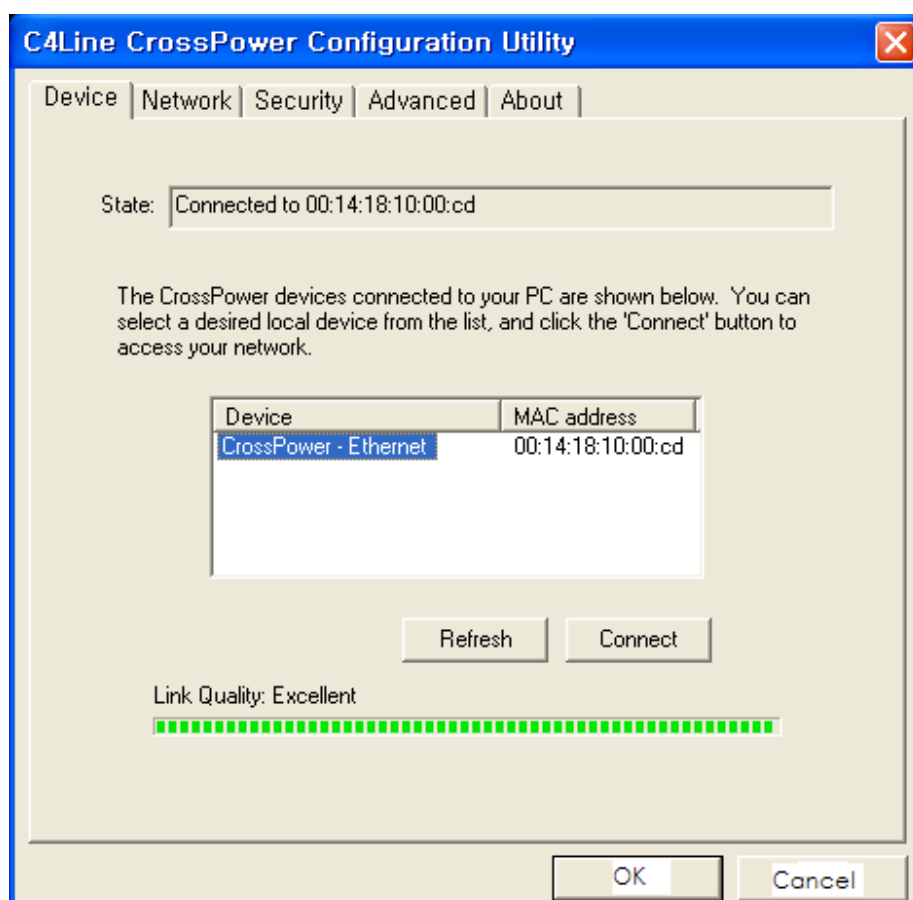 C4Line CrossPower Configuration Utility
Device Network Security Advanced About
State: Connected to 00:14:18:10:00:cd
The CrossPower devices connected to your PC are shown below. You can
select a desired local device from the list, and click the 'Connect' button to
access your network.
Device MAC address
CrossPower - Ethernet 00:14:18:10:00:cd
Refresh Connect
Link Quality: Excellent
OK Cancel